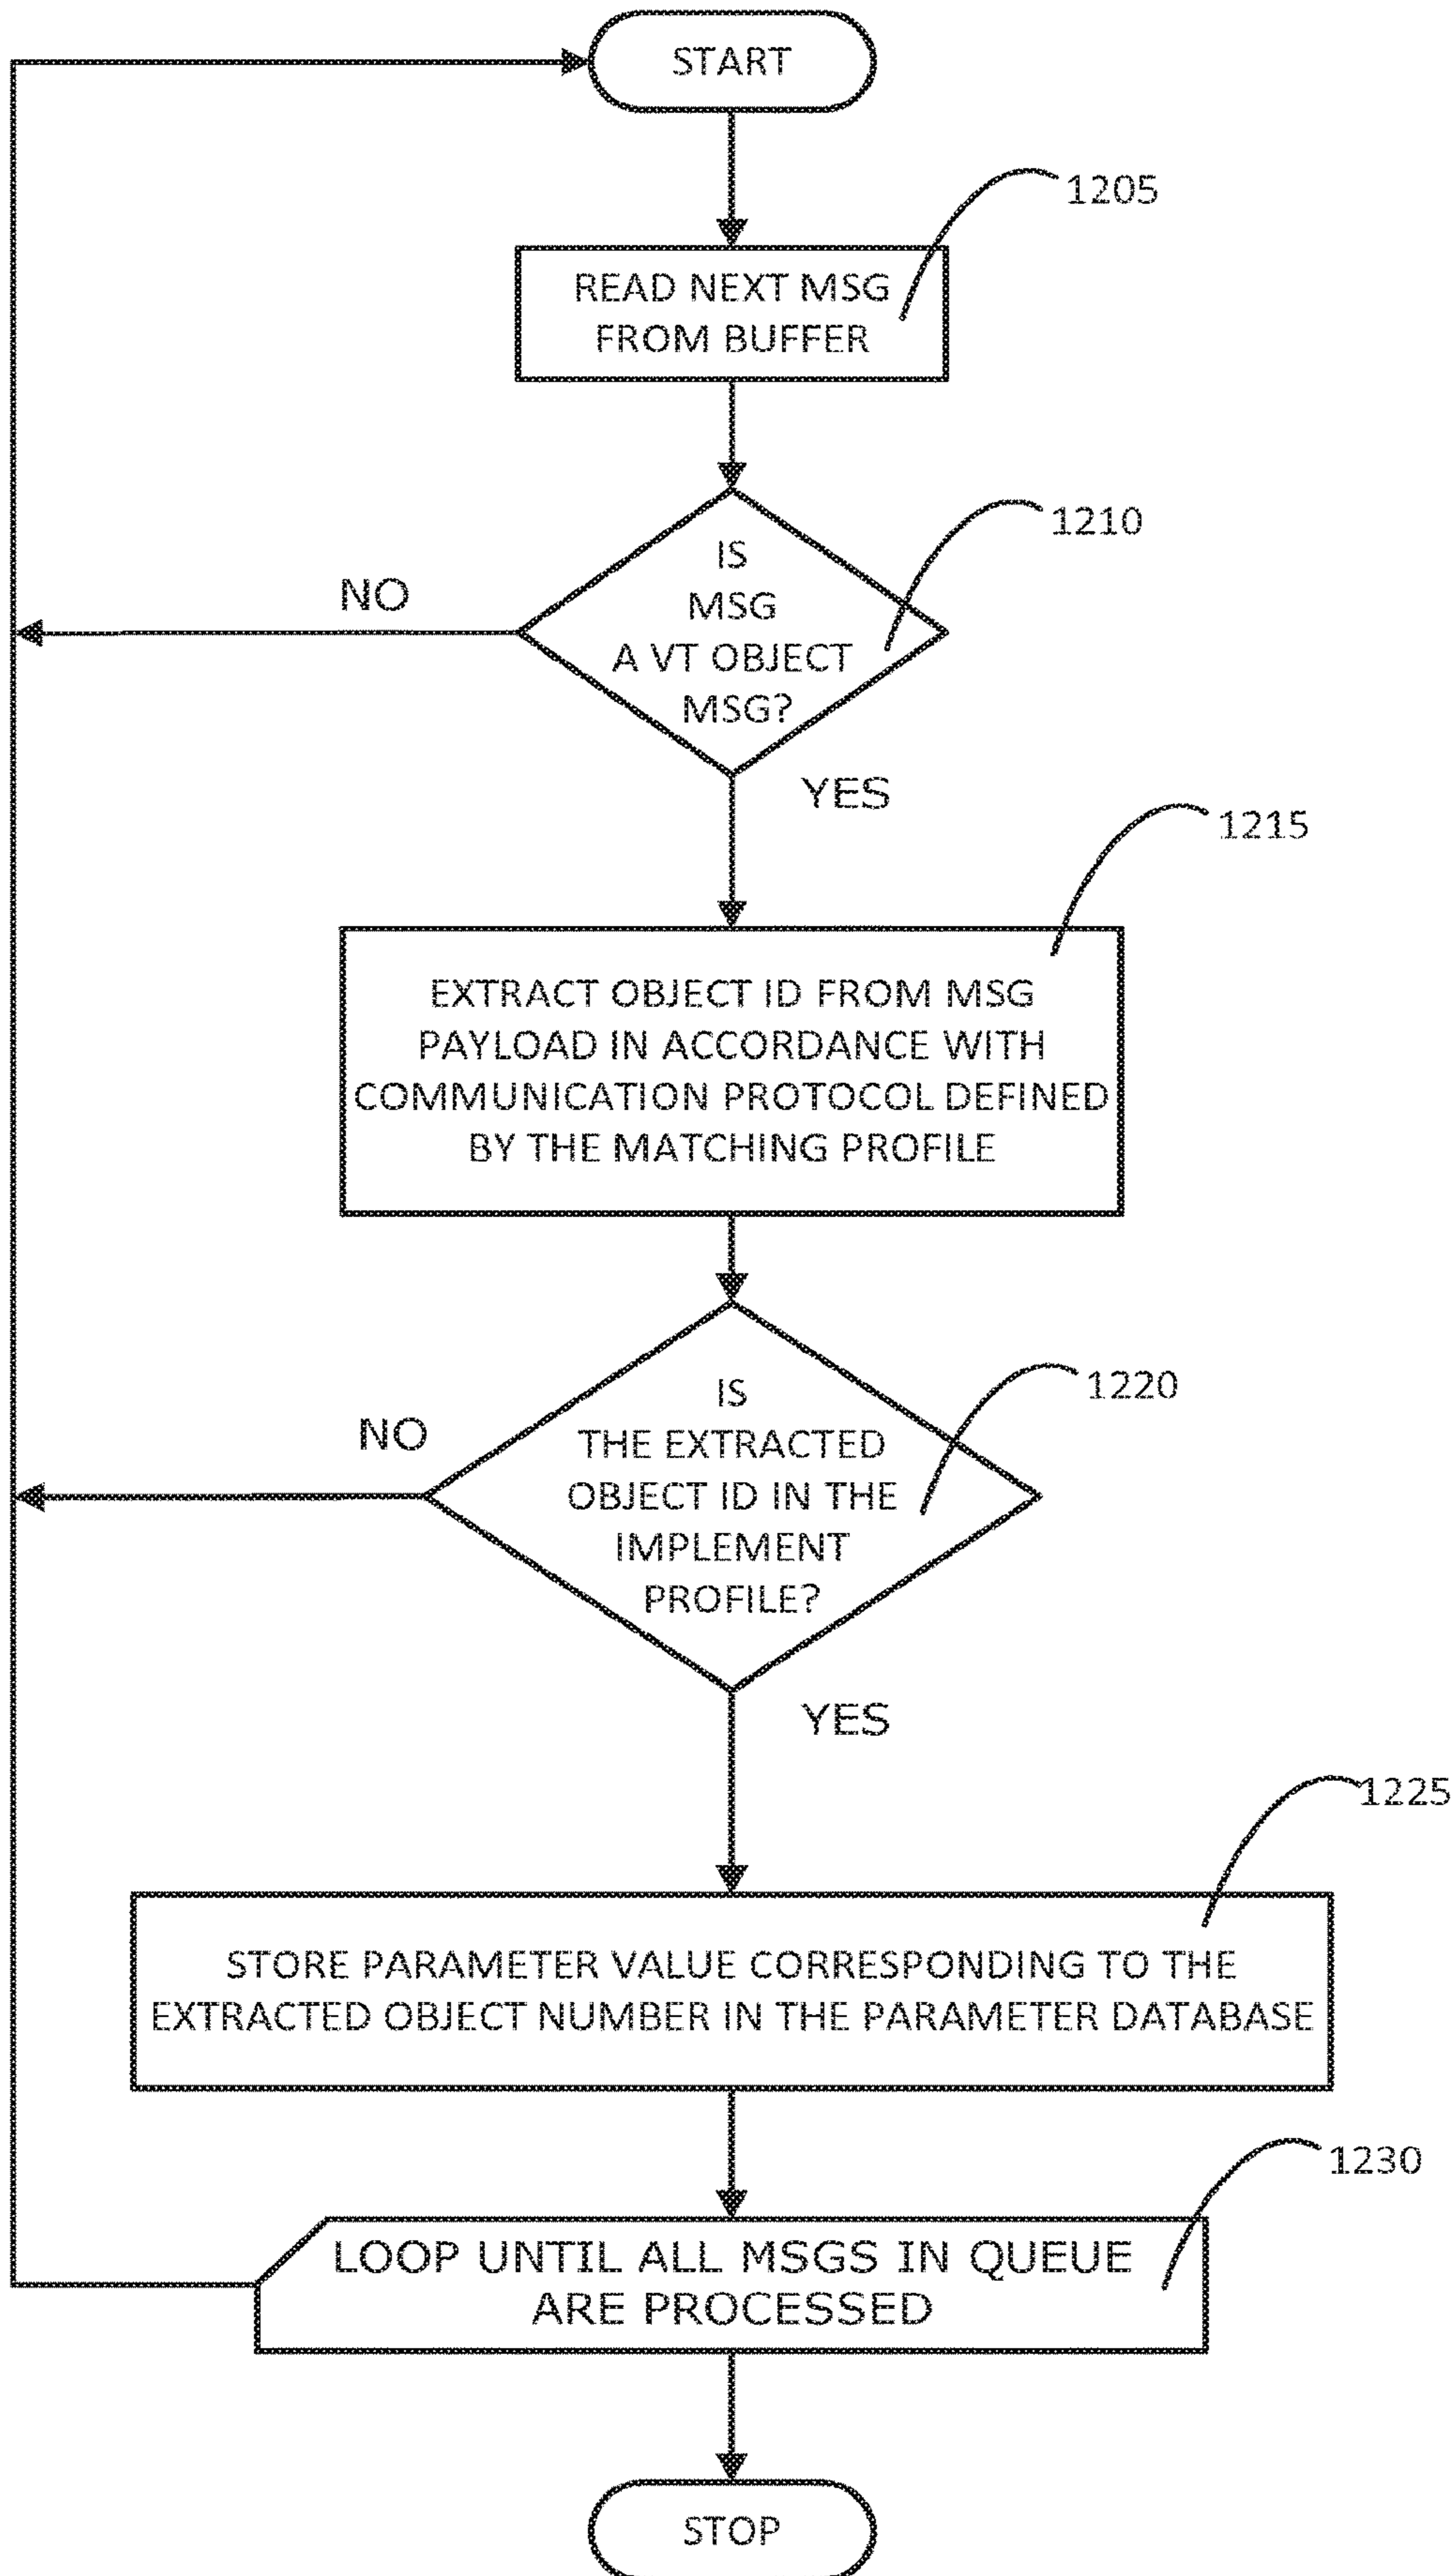 START
1205
READ NEXT MSG
FROM BUFFER
1210
IS
MSG
A VT OBJECT
MSG?
NO
YES
1215
EXTRACT OBJECT ID FROM MSG
PAYLOAD IN ACCORDANCE WITH
COMMUNICATION PROTOCOL DEFINED
BY THE MATCHING PROFILE
1220
IS
THE EXTRACTED
OBJECT ID IN THE
IMPLEMENT
PROFILE?
NO
YES
1225
STORE PARAMETER VALUE CORRESPONDING TO THE
EXTRACTED OBJECT NUMBER IN THE PARAMETER DATABASE
1230
LOOP UNTIL ALL MSGS IN QUEUE
ARE PROCESSED
STOP